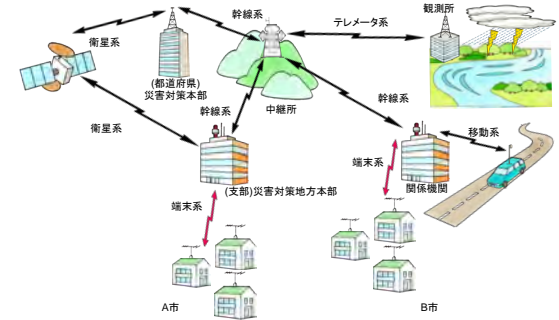 幹線系
テレメータ系
観測所
衛星系
(都道府県)
災害対策本部
中継所
幹線系
幹線系
衛星系
移動系
端末系
関係機関
(支部)災害対策地方本部
端末系
A市
B市